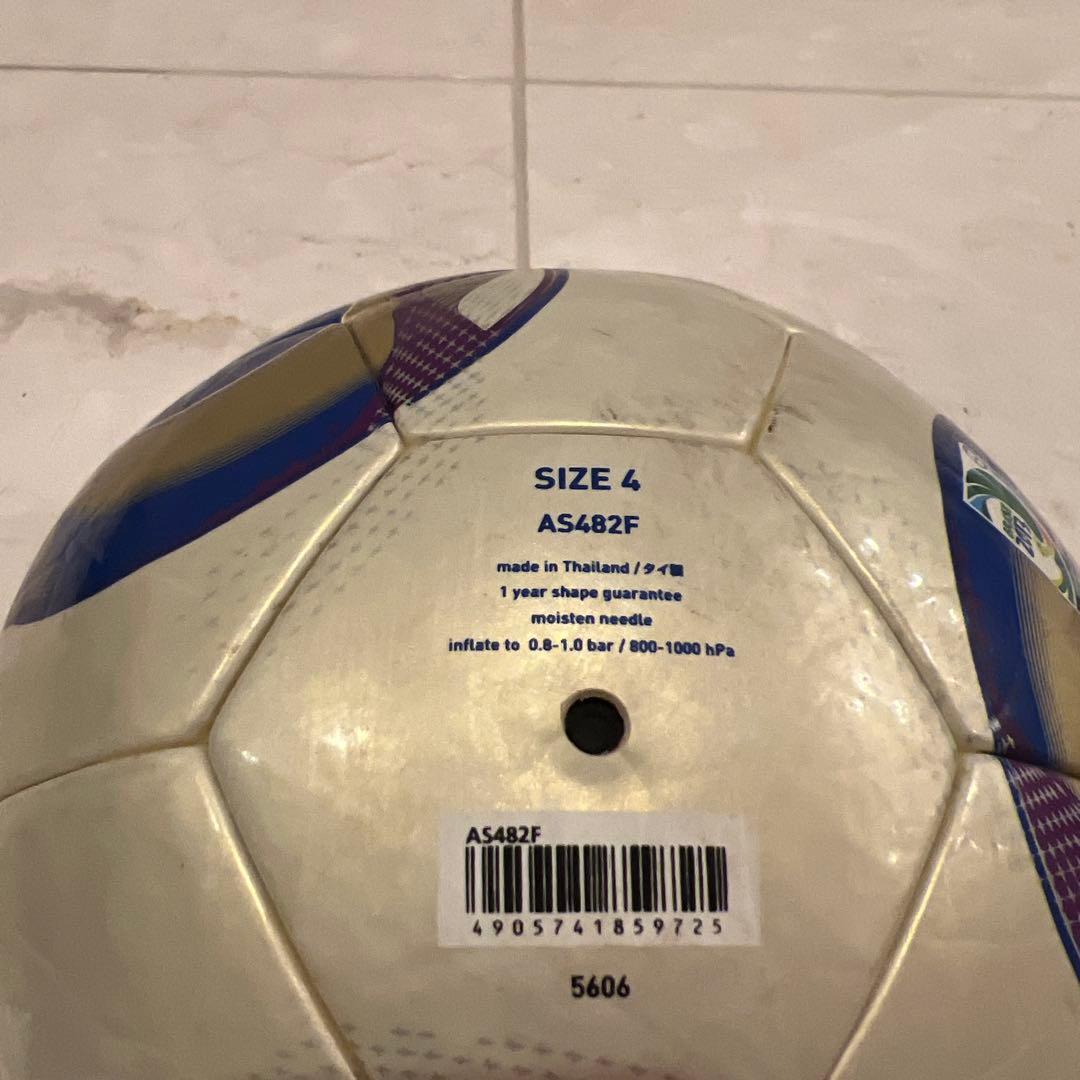 SIZE 4
AS482F
made in Thailand / タイ製
1 year shape guarantee
moisten needle
inflate to 0.8-1.0 bar / 800-1000 hPa
AS482F
4905741859725
5606
2013